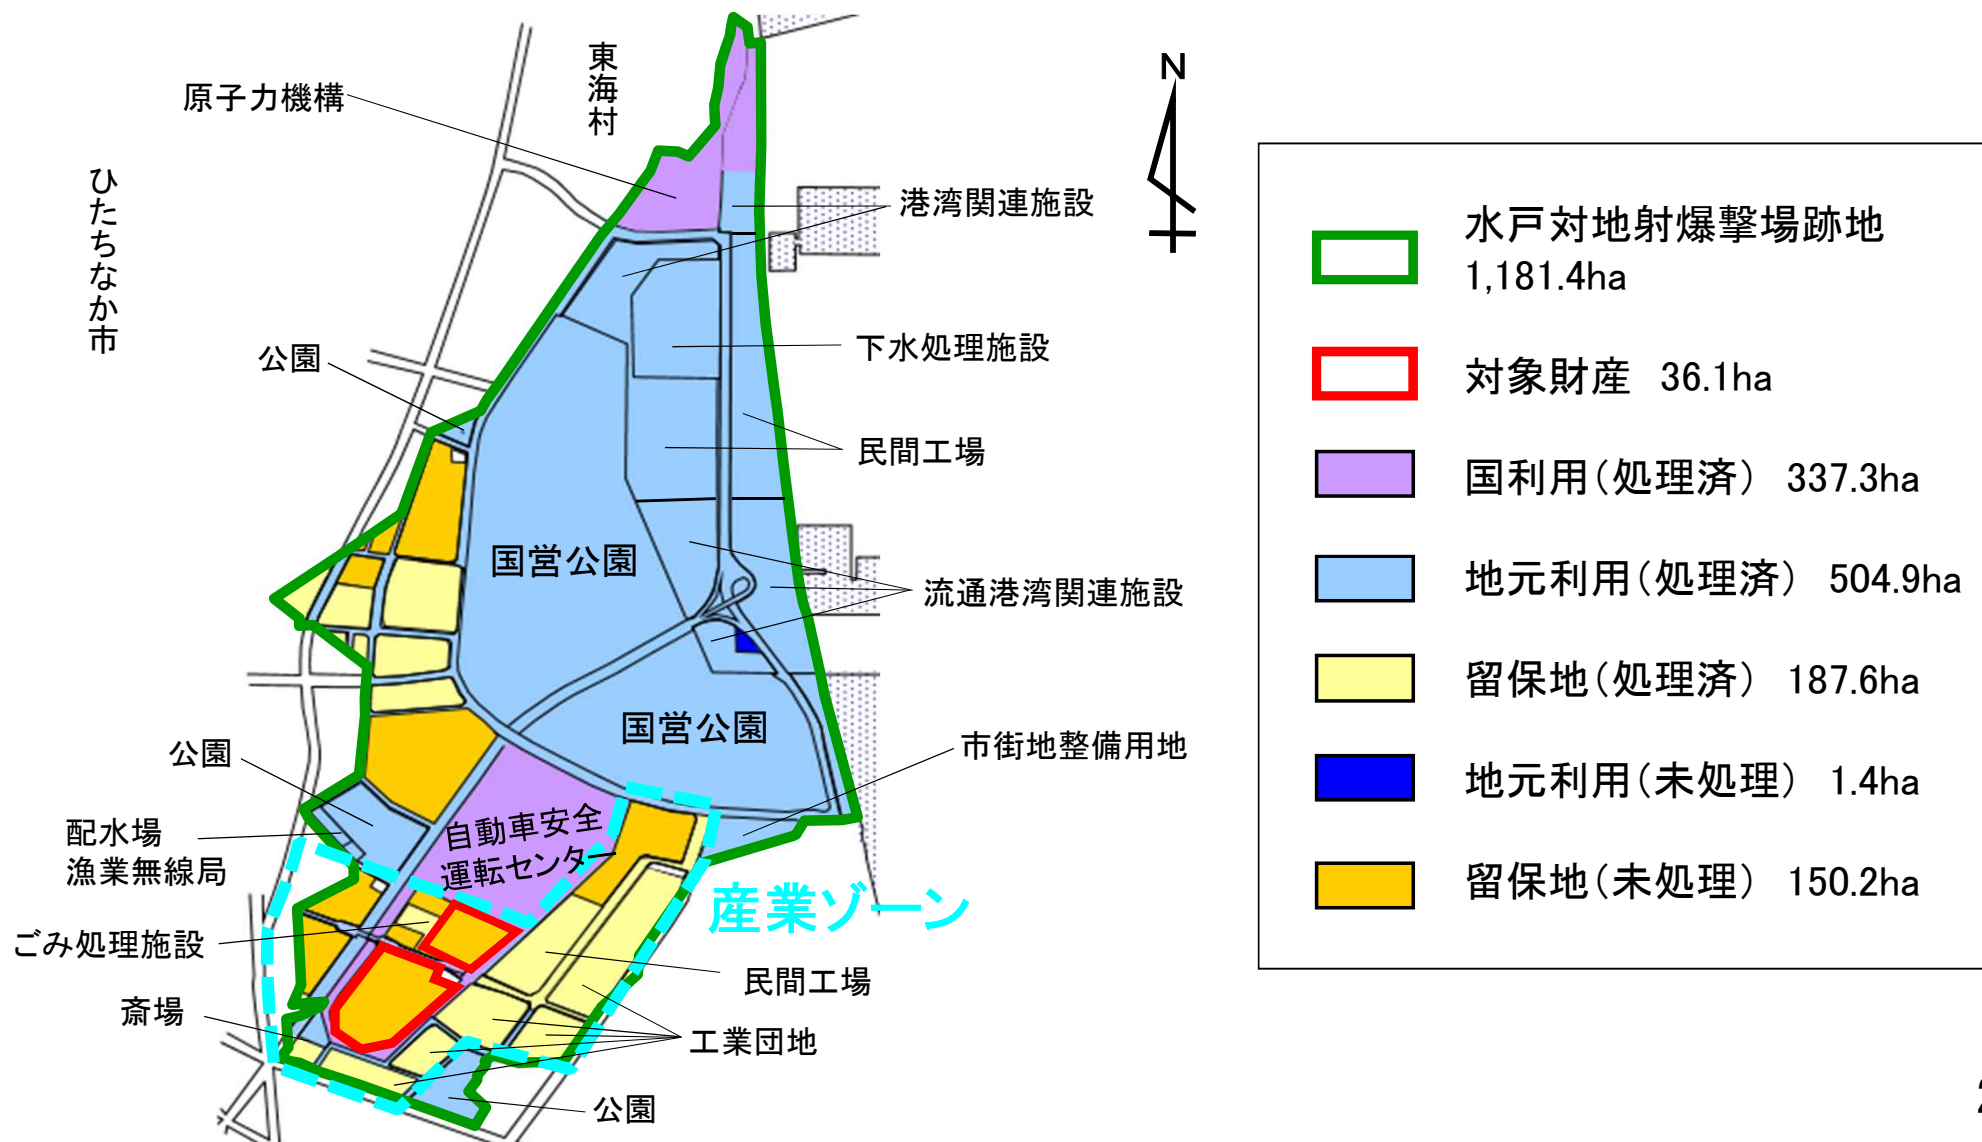 東海村
原子力機構
ひたちなか市
N
港湾関連施設
下水処理施設
公園
民間工場
国営公園
流通港湾関連施設
国営公園
市街地整備用地
公園
配水場
漁業無線局
自動車安全
運転センター
産業ゾーン
ごみ処理施設
民間工場
斎場
工業団地
公園
水戸対地射爆撃場跡地
1,181.4ha
対象財産 36.1ha
国利用(処理済) 337.3ha
地元利用(処理済) 504.9ha
留保地(処理済) 187.6ha
地元利用(未処理) 1.4ha
留保地(未処理) 150.2ha